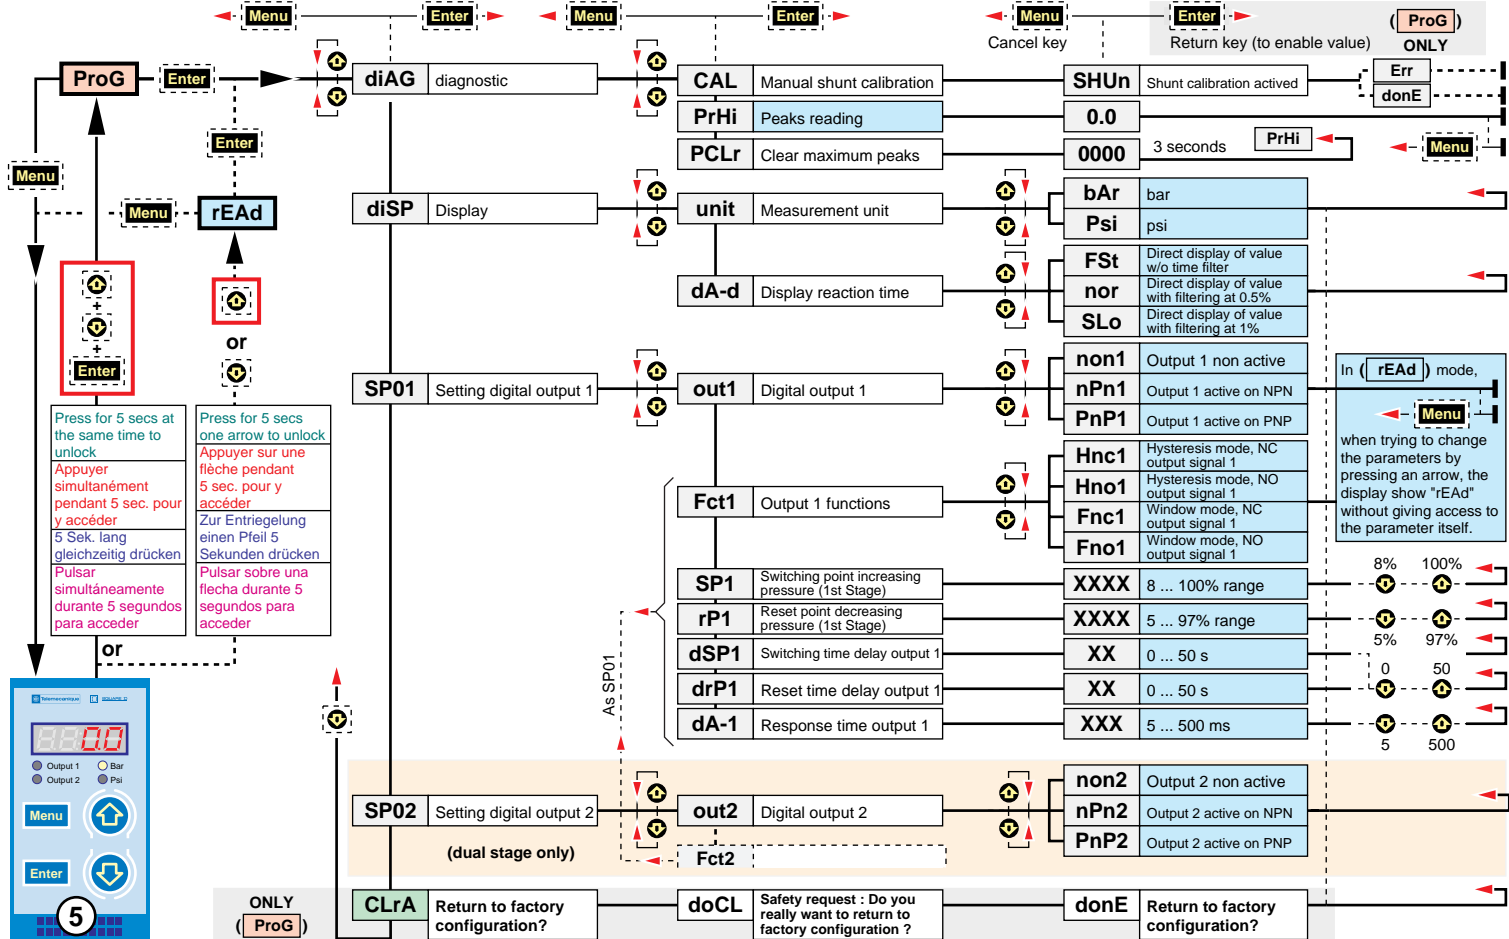 Menu
Enter
Menu
Enter
Menu
Enter
( ProG )
ONLY
Cancel key
Return key (to enable value)
ProG
Enter
diAG
diagnostic
CAL
Manual shunt calibration
SHUn
Shunt calibration actived
Err
donE
PrHi
Peaks reading
0.0
PCLr
Clear maximum peaks
0000
3 seconds
PrHi
Menu
Enter
Menu
Menu
rEAd
diSP
Display
unit
Measurement unit
bAr
bar
Psi
psi
dA-d
Display reaction time
FSt
Direct display of value
w/o time filter
nor
Direct display of value
with filtering at 0.5%
SLo
Direct display of value
with filtering at 1%
+
+
Enter
or
Press for 5 secs at
the same time to
unlock
Appuyer
simultanément
pendant 5 sec. pour
y accéder
5 Sek. lang
gleichzeitig drücken
Pulsar
simultáneamente
durante 5 segundos
para acceder
Press for 5 secs
one arrow to unlock
Appuyer sur une
flèche pendant
5 sec. pour y
accéder
Zur Entriegelung
einen Pfeil 5
Sekunden drücken
Pulsar sobre una
flecha durante 5
segundos para
acceder
or
SP01
Setting digital output 1
out1
Digital output 1
non1
Output 1 non active
nPn1
Output 1 active on NPN
PnP1
Output 1 active on PNP
In ( rEAd ) mode,
Menu
when trying to change
the parameters by
pressing an arrow, the
display show "rEAd"
without giving access to
the parameter itself.
Fct1
Output 1 functions
Hnc1
Hysteresis mode, NC
output signal 1
Hno1
Hysteresis mode, NO
output signal 1
Fnc1
Window mode, NC
output signal 1
Fno1
Window mode, NO
output signal 1
SP1
Switching point increasing
pressure (1st Stage)
XXXX
8 ... 100% range
8%
100%
rP1
Reset point decreasing
pressure (1st Stage)
XXXX
5 ... 97% range
5%
97%
dSP1
Switching time delay output 1
XX
0 ... 50 s
0
50
drP1
Reset time delay output 1
XX
0 ... 50 s
dA-1
Response time output 1
XXX
5 ... 500 ms
5
500
As SP01
Telemecanique
SQUARE D
0.0
Output 1
Bar
Output 2
Psi
Menu
Enter
5
SP02
Setting digital output 2
(dual stage only)
out2
Digital output 2
Fct2
non2
Output 2 non active
nPn2
Output 2 active on NPN
PnP2
Output 2 active on PNP
ONLY
( ProG )
CLrA
Return to factory
configuration?
doCL
Safety request : Do you
really want to return to
factory configuration ?
donE
Return to factory
configuration?